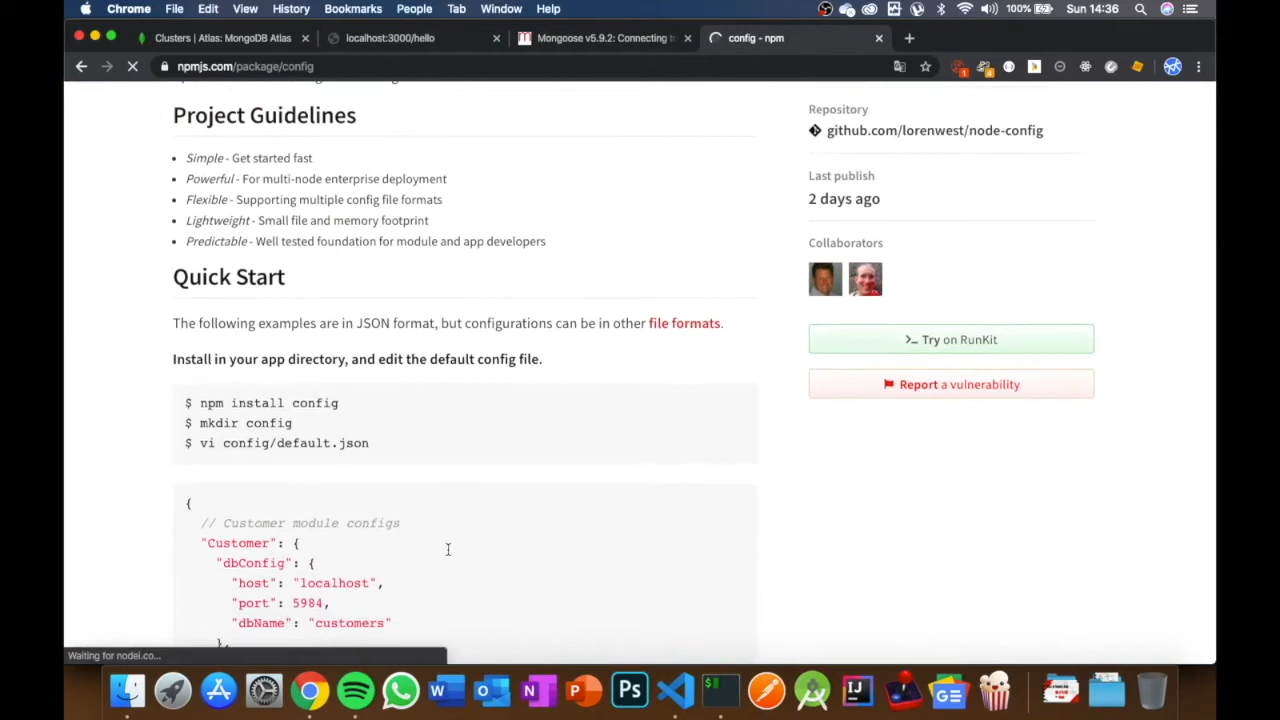 Chrome File Edit View History Bookmarks People Tab Window Help 100% Sun 14:36
Clusters | Atlas: MongoDB Atlas localhost:3000/hello Mongoose v5.9.2: Connecting to config - npm
npmjs.com/package/config
Project Guidelines
Simple - Get started fast
Powerful - For multi-node enterprise deployment
Flexible - Supporting multiple config file formats
Lightweight - Small file and memory footprint
Predictable - Well tested foundation for module and app developers
Quick Start
The following examples are in JSON format, but configurations can be in other file formats.
Install in your app directory, and edit the default config file.
$ npm install config
$ mkdir config
$ vi config/default.json
{
// Customer module configs
"Customer": {
"dbConfig": {
"host": "localhost",
"port": 5984,
"dbName": "customers"
},
Repository
github.com/lorenwest/node-config
Last publish
2 days ago
Collaborators
>_ Try on RunKit
Report a vulnerability
Waiting for nodei.co...